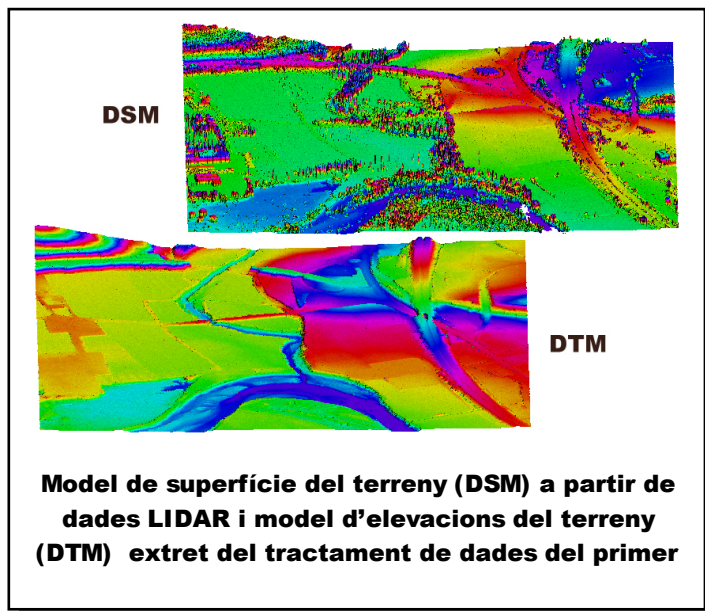 DSM
DTM
Model de superfície del terreny (DSM) a partir de
dades LIDAR i model d’elevacions del terreny
(DTM) extret del tractament de dades del primer